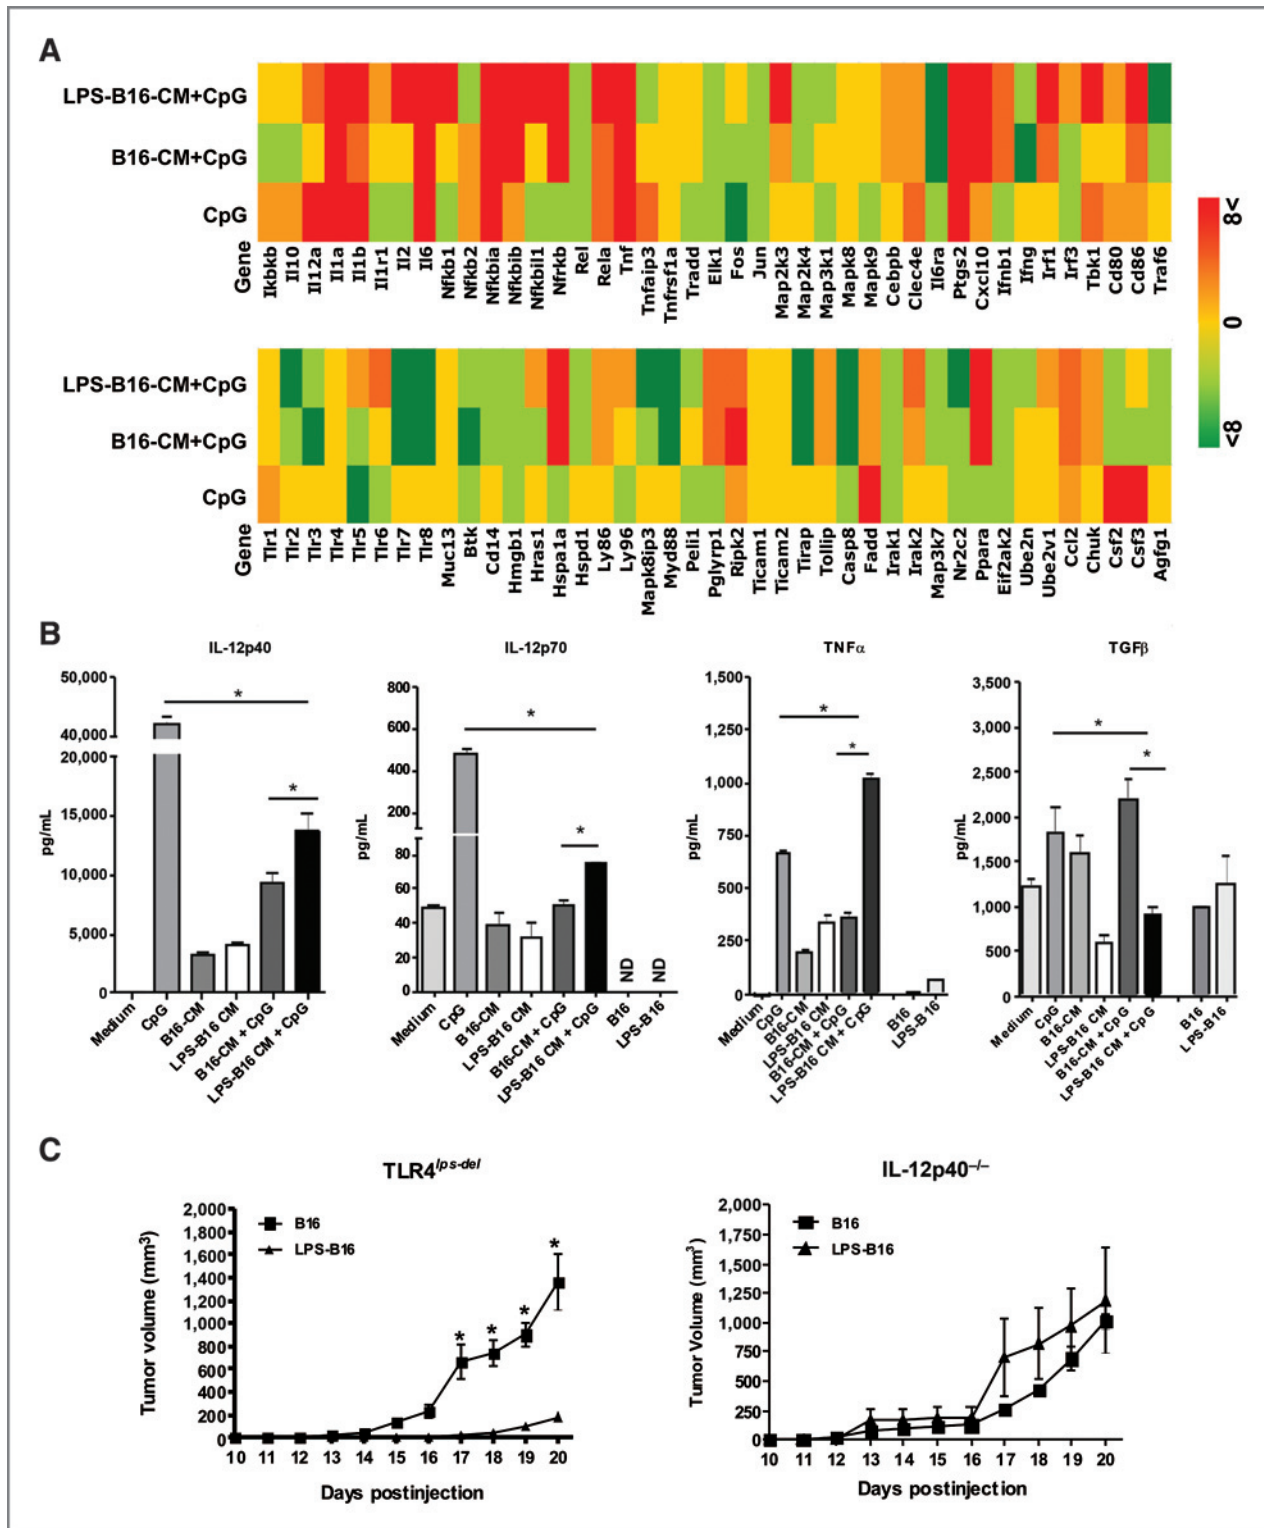 A
LPS-B16-CM+CpG
B16-CM+CpG
CpG
Gene
Ikbkb
Il10
Il12a
Il1a
Il1b
Il1r1
Il2
Il6
Nfkb1
Nfkb2
Nfkbia
Nfkbib
Nfkbil1
Nfrkb
Rel
Rela
Tnf
Tnfaip3
Tnfrsf1a
Tradd
Elk1
Fos
Jun
Map2k3
Map2k4
Map3k1
Mapk8
Mapk9
Cebpb
Clec4e
Il6ra
Ptgs2
Cxcl10
Ifnb1
Ifng
Irf1
Irf3
Tbk1
Cd80
Cd86
Traf6
8<
0
<8
LPS-B16-CM+CpG
B16-CM+CpG
CpG
Gene
Tlr1
Tlr2
Tlr3
Tlr4
Tlr5
Tlr6
Tlr7
Tlr8
Muc13
Btk
Cd14
Hmgb1
Hras1
Hspa1a
Hspd1
Ly86
Ly96
Mapk8ip3
Myd88
Peli1
Pglyrp1
Ripk2
Ticam1
Ticam2
Tirap
Tollip
Casp8
Fadd
Irak1
Irak2
Map3k7
Nr2c2
Ppara
Eif2ak2
Ube2n
Ube2v1
Ccl2
Chuk
Csf2
Csf3
Agfg1
B
IL-12p40
pg/mL
50,000
40,000
20,000
15,000
10,000
5,000
0
*
*
Medium
CpG
B16-CM
LPS-B16 CM
B16-CM + CpG
LPS-B16 CM + CpG
IL-12p70
pg/mL
800
600
400
200
80
60
40
20
0
*
*
ND
ND
Medium
CpG
B16-CM
LPS-B16 CM
B16-CM + CpG
LPS-B16 CM + CpG
B16
LPS-B16
TNFα
pg/mL
1,500
1,250
1,000
750
500
250
0
*
*
Medium
CpG
B16-CM
LPS-B16 CM
B16-CM + CpG
LPS-B16 CM + CpG
B16
LPS-B16
TGFβ
pg/mL
3,500
3,000
2,500
2,000
1,500
1,000
500
0
*
*
Medium
CpG
B16-CM
LPS-B16 CM
B16-CM + CpG
LPS-B16 CM +CpG
B16
LPS-B16
C
TLR4lps-del
Tumor volume (mm3)
2,000
1,800
1,600
1,400
1,200
1,000
800
600
400
200
0
B16
LPS-B16
* * * *
10 11 12 13 14 15 16 17 18 19 20
Days postinjection
IL-12p40–/–
Tumor Volume (mm3)
2,000
1,750
1,500
1,250
1,000
750
500
250
0
B16
LPS-B16
10 11 12 13 14 15 16 17 18 19 20
Days postinjection